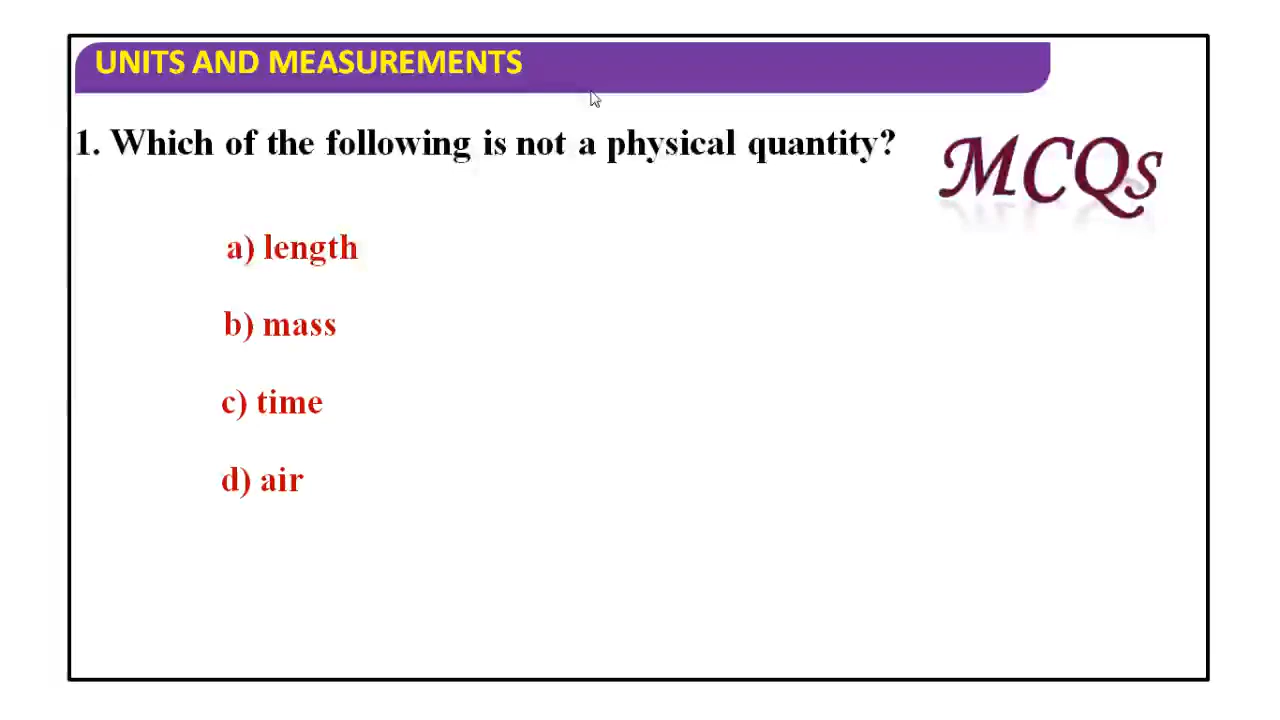 UNITS AND MEASUREMENTS
1. Which of the following is not a physical quantity?
MCQs
a) length
b) mass
c) time
d) air